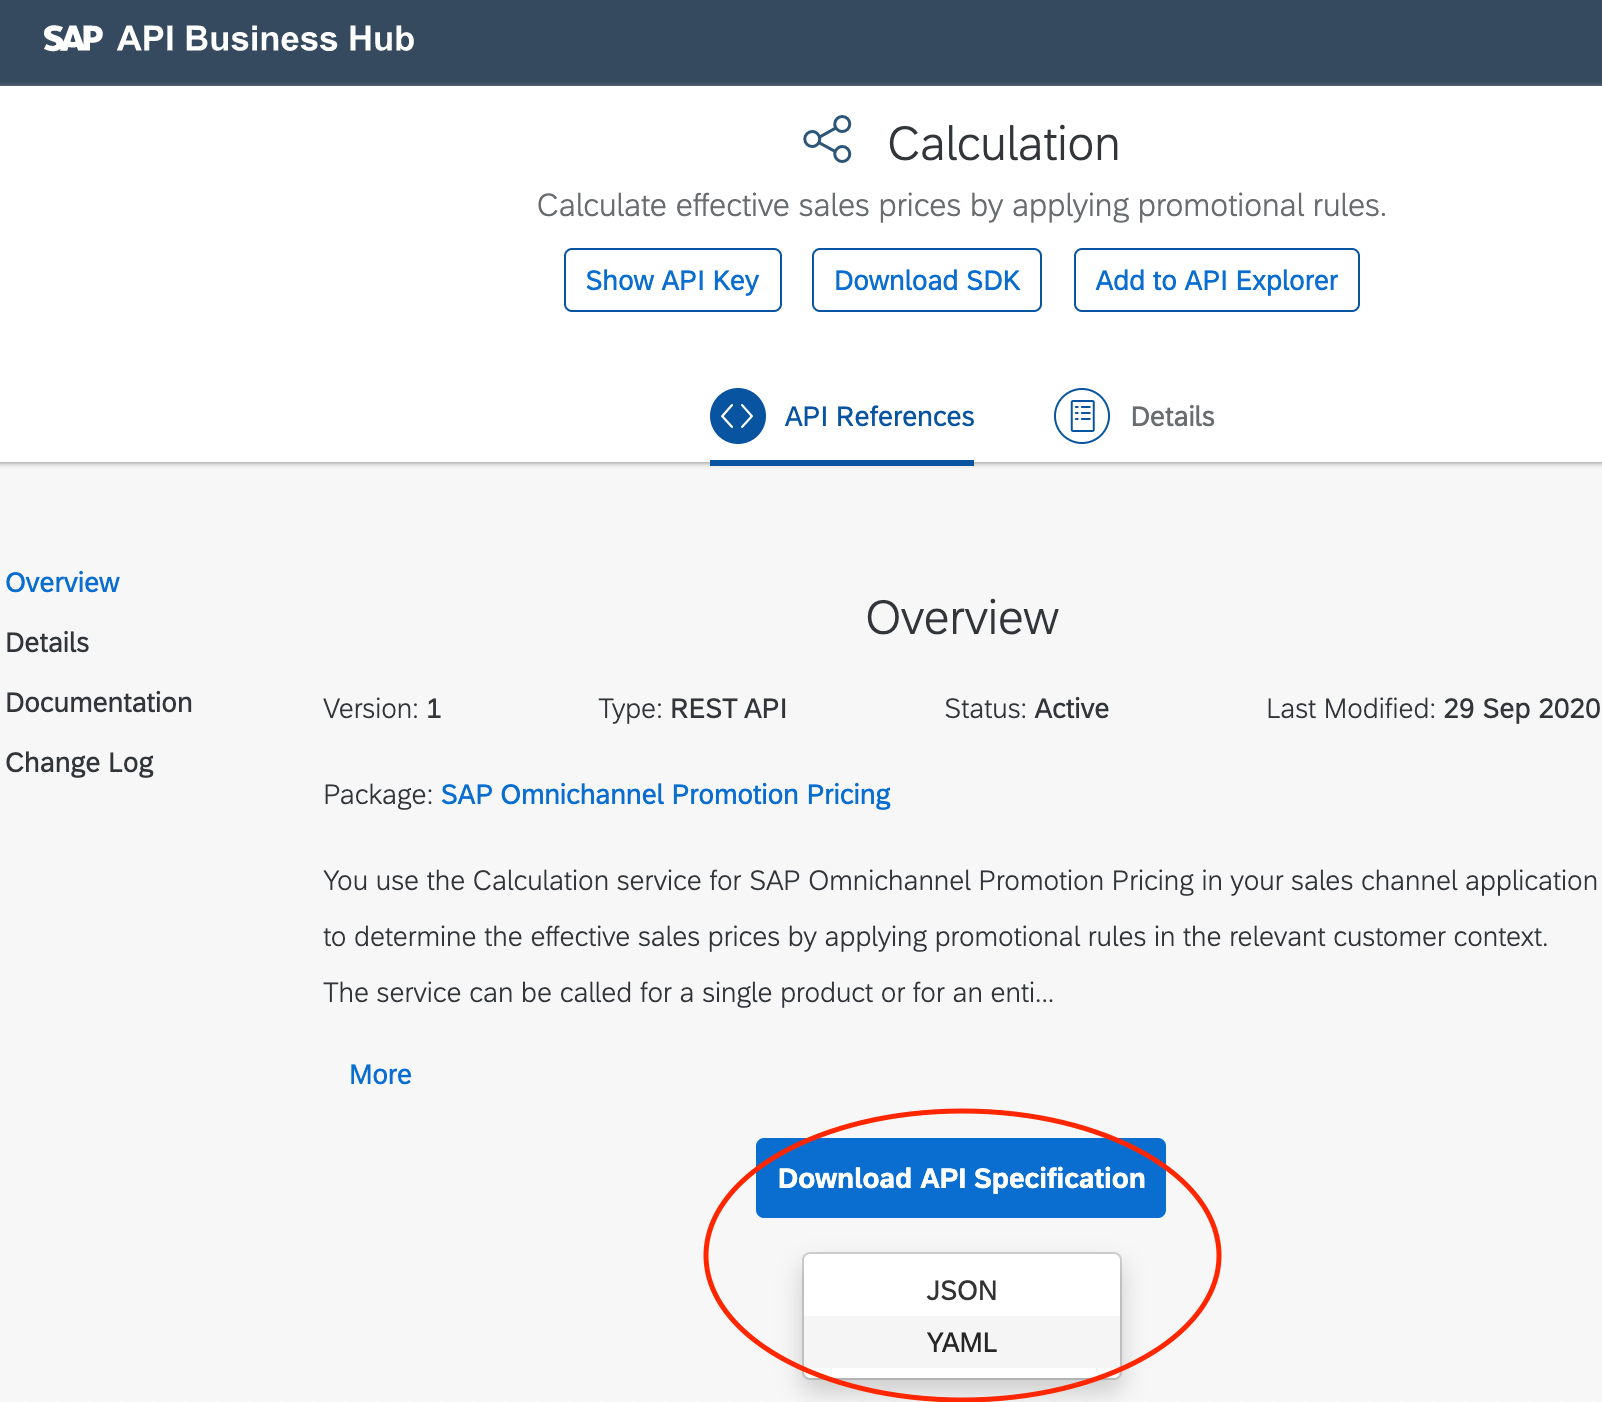 SAP API Business Hub
Calculation
Calculate effective sales prices by applying promotional rules.
Show API Key Download SDK Add to API Explorer
API References Details
Overview
Details
Documentation
Change Log
Overview
Version: 1 Type: REST API Status: Active Last Modified: 29 Sep 2020
Package: SAP Omnichannel Promotion Pricing
You use the Calculation service for SAP Omnichannel Promotion Pricing in your sales channel application
to determine the effective sales prices by applying promotional rules in the relevant customer context.
The service can be called for a single product or for an enti...
More
Download API Specification
JSON
YAML